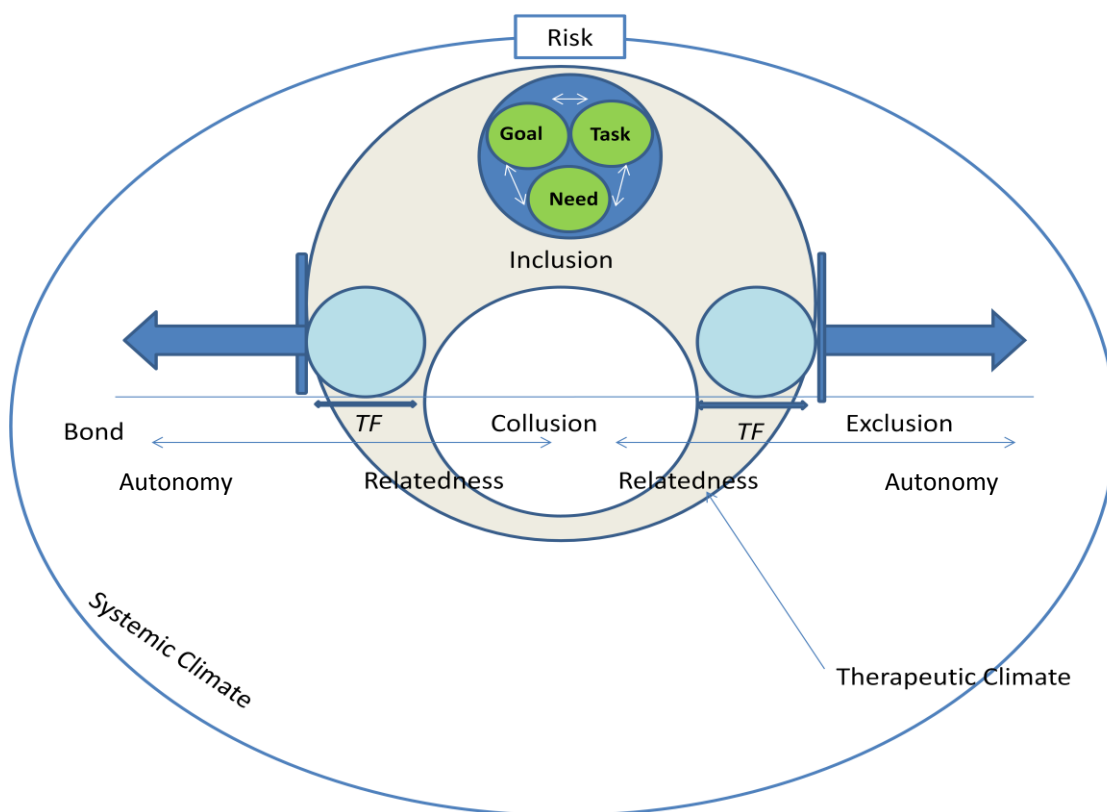 Risk
Goal
Task
Need
Inclusion
Bond
TF
Collusion
TF
Exclusion
Autonomy
Relatedness
Relatedness
Autonomy
Systemic Climate
Therapeutic Climate